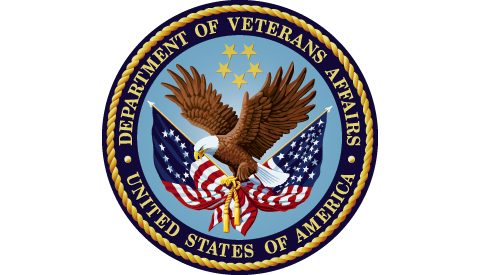 DEPARTMENT OF VETERANS AFFAIRS
UNITED STATES OF AMERICA